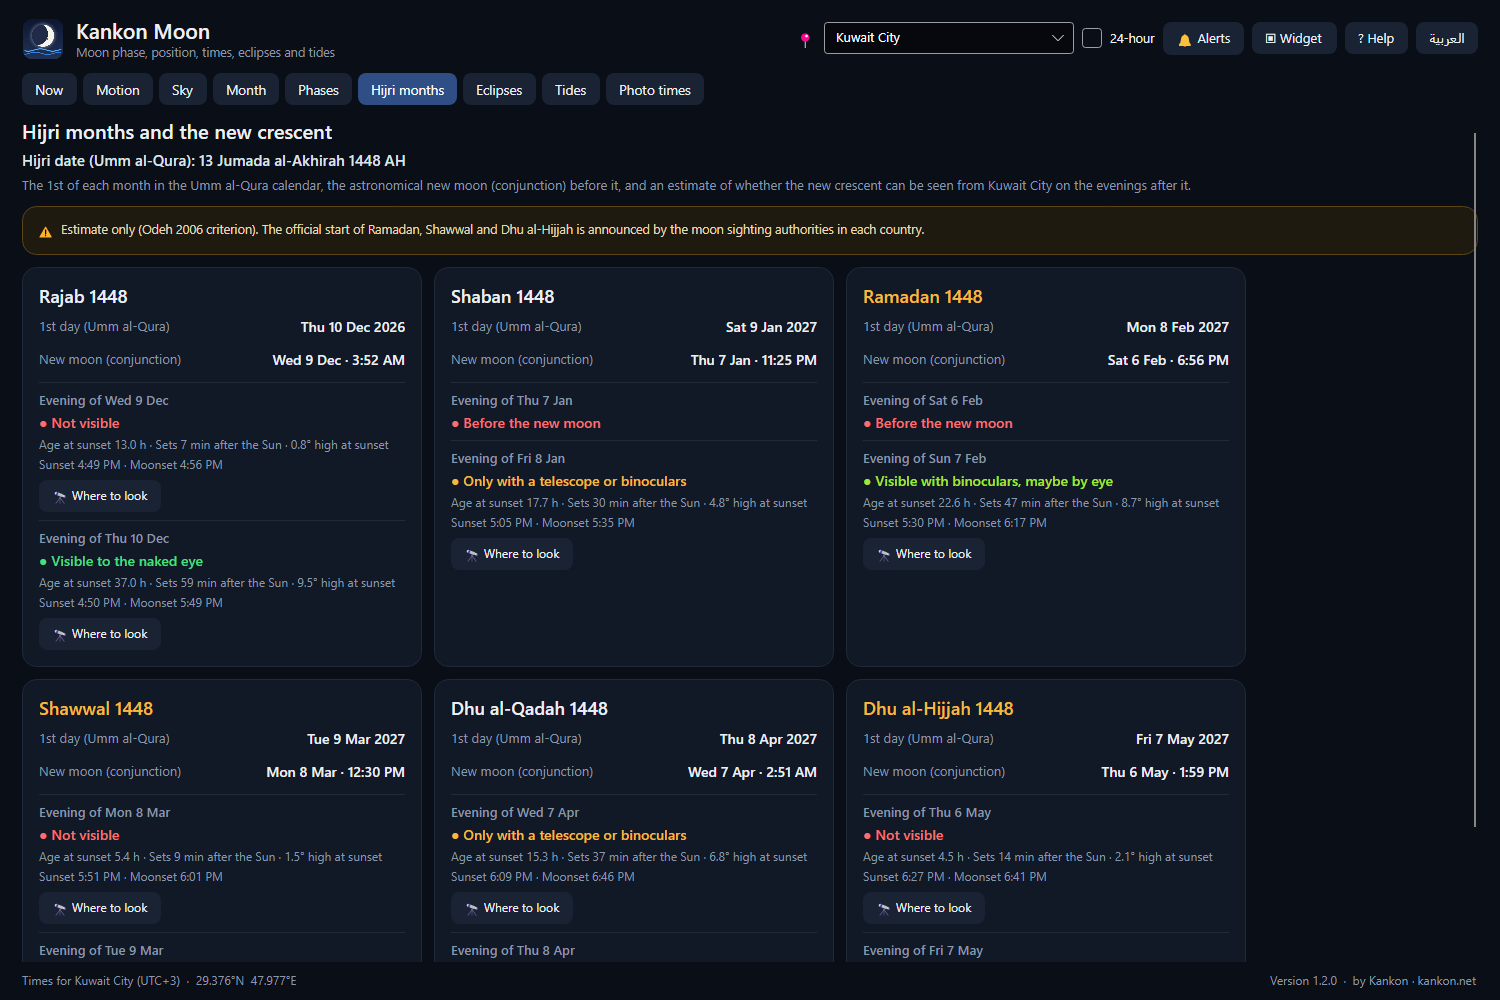 Kankon Moon
Moon phase, position, times, eclipses and tides
Kuwait City
24-hour
Alerts
Widget
? Help
العربية
Now
Motion
Sky
Month
Phases
Hijri months
Eclipses
Tides
Photo times
Hijri months and the new crescent
Hijri date (Umm al-Qura): 13 Jumada al-Akhirah 1448 AH
The 1st of each month in the Umm al-Qura calendar, the astronomical new moon (conjunction) before it, and an estimate of whether the new crescent can be seen from Kuwait City on the evenings after it.
Estimate only (Odeh 2006 criterion). The official start of Ramadan, Shawwal and Dhu al-Hijjah is announced by the moon sighting authorities in each country.
Rajab 1448
1st day (Umm al-Qura) Thu 10 Dec 2026
New moon (conjunction) Wed 9 Dec · 3:52 AM
Evening of Wed 9 Dec
● Not visible
Age at sunset 13.0 h · Sets 7 min after the Sun · 0.8° high at sunset
Sunset 4:49 PM · Moonset 4:56 PM
Where to look
Evening of Thu 10 Dec
● Visible to the naked eye
Age at sunset 37.0 h · Sets 59 min after the Sun · 9.5° high at sunset
Sunset 4:50 PM · Moonset 5:49 PM
Where to look
Shaban 1448
1st day (Umm al-Qura) Sat 9 Jan 2027
New moon (conjunction) Thu 7 Jan · 11:25 PM
Evening of Thu 7 Jan
● Before the new moon
Evening of Fri 8 Jan
● Only with a telescope or binoculars
Age at sunset 17.7 h · Sets 30 min after the Sun · 4.8° high at sunset
Sunset 5:05 PM · Moonset 5:35 PM
Where to look
Ramadan 1448
1st day (Umm al-Qura) Mon 8 Feb 2027
New moon (conjunction) Sat 6 Feb · 6:56 PM
Evening of Sat 6 Feb
● Before the new moon
Evening of Sun 7 Feb
● Visible with binoculars, maybe by eye
Age at sunset 22.6 h · Sets 47 min after the Sun · 8.7° high at sunset
Sunset 5:30 PM · Moonset 6:17 PM
Where to look
Shawwal 1448
1st day (Umm al-Qura) Tue 9 Mar 2027
New moon (conjunction) Mon 8 Mar · 12:30 PM
Evening of Mon 8 Mar
● Not visible
Age at sunset 5.4 h · Sets 9 min after the Sun · 1.5° high at sunset
Sunset 5:51 PM · Moonset 6:01 PM
Where to look
Evening of Tue 9 Mar
Dhu al-Qadah 1448
1st day (Umm al-Qura) Thu 8 Apr 2027
New moon (conjunction) Wed 7 Apr · 2:51 AM
Evening of Wed 7 Apr
● Only with a telescope or binoculars
Age at sunset 15.3 h · Sets 37 min after the Sun · 6.8° high at sunset
Sunset 6:09 PM · Moonset 6:46 PM
Where to look
Evening of Thu 8 Apr
Dhu al-Hijjah 1448
1st day (Umm al-Qura) Fri 7 May 2027
New moon (conjunction) Thu 6 May · 1:59 PM
Evening of Thu 6 May
● Not visible
Age at sunset 4.5 h · Sets 14 min after the Sun · 2.1° high at sunset
Sunset 6:27 PM · Moonset 6:41 PM
Where to look
Evening of Fri 7 May
Times for Kuwait City (UTC+3) · 29.376°N 47.977°E
Version 1.2.0 · by Kankon · kankon.net